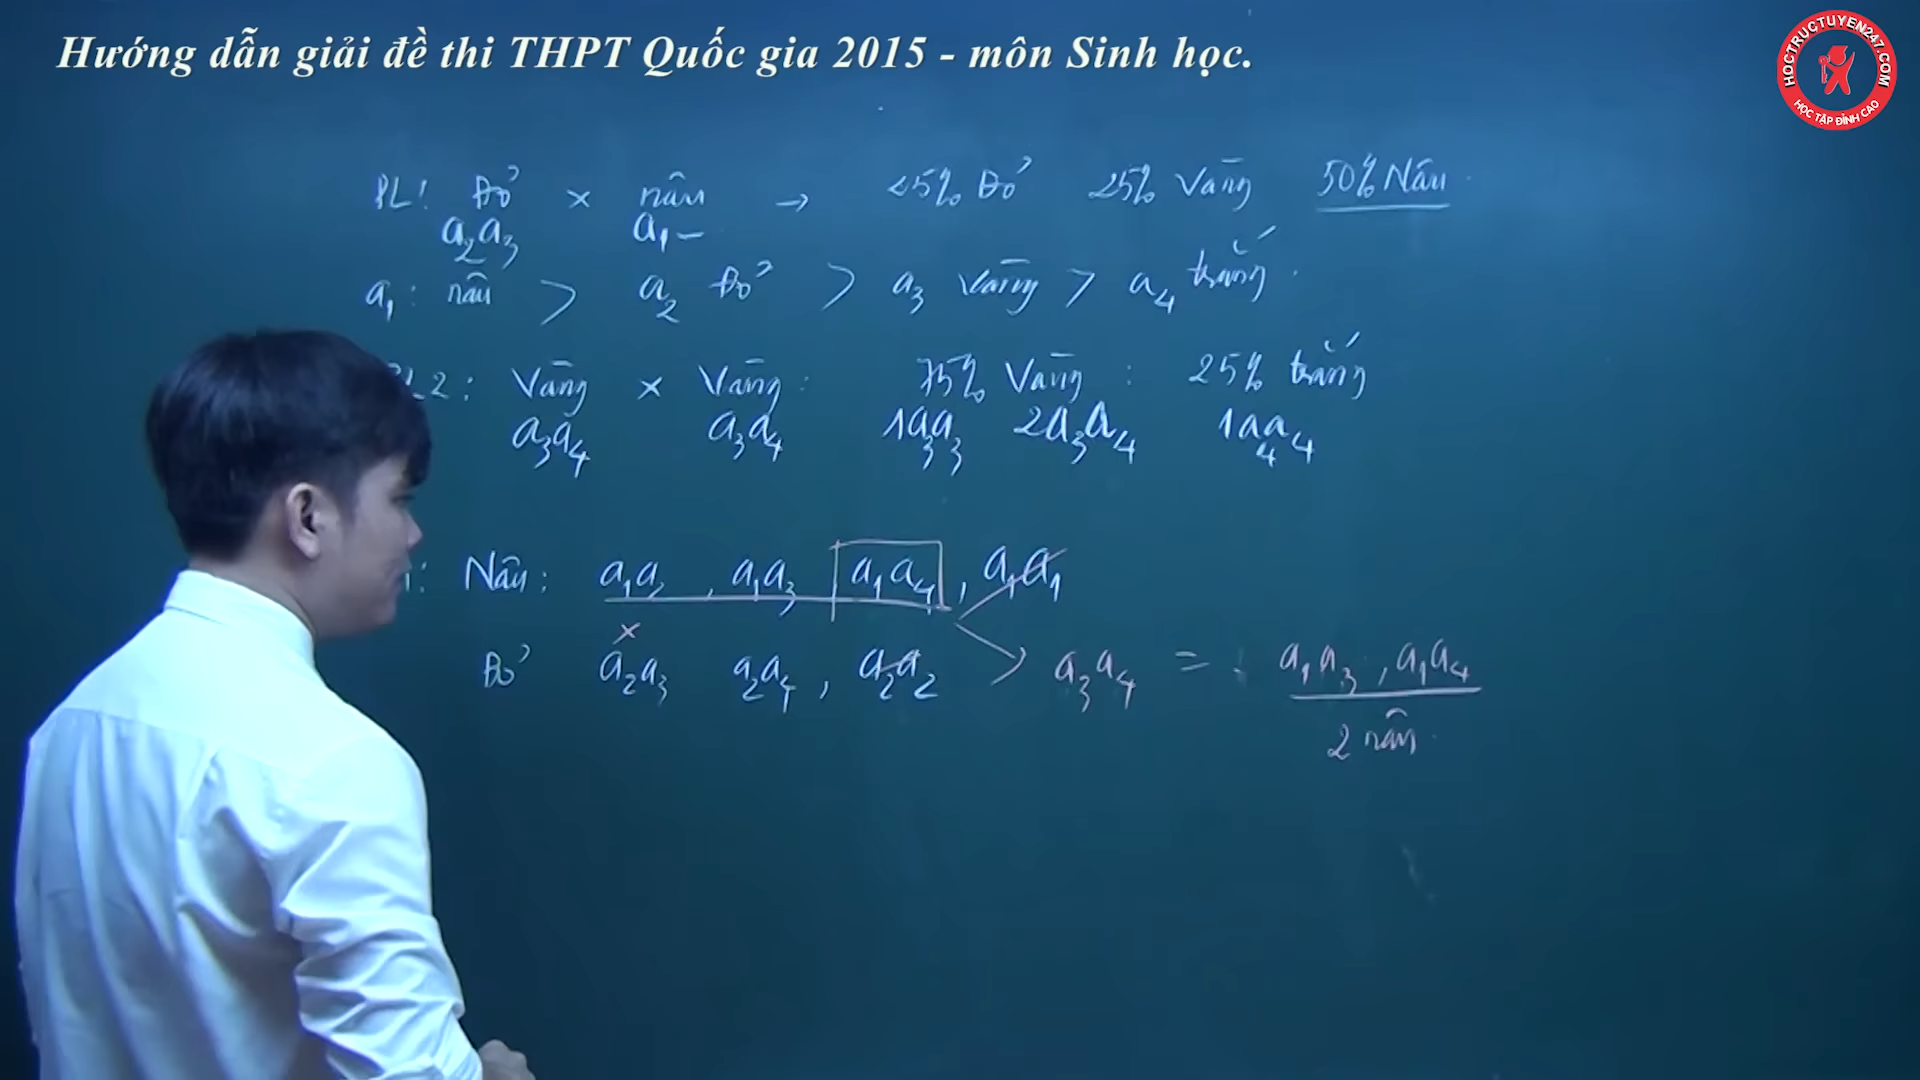 Hướng dẫn giải đề thi THPT Quốc gia 2015 - môn Sinh học.
HOCTRUCTUYEN247.COM
HỌC TẬP ĐỈNH CAO
PL1 Đỏ × nâu → 25% Đỏ 25% Vàng 50% Nâu
a2a3 a1-
a1: nâu > a2 Đỏ > a3 vàng > a4 trắng.
L2: Vàng × Vàng: 75% Vàng : 25% trắng
a3a4 a3a4 1a3a3 2a3a4 1a4a4
Nâu: a1a2, a1a3 a1a4, a1a1
×
Đỏ a2a3 a2a4, a2a2 > a3a4 = a1a3, a1a4
2 nâu